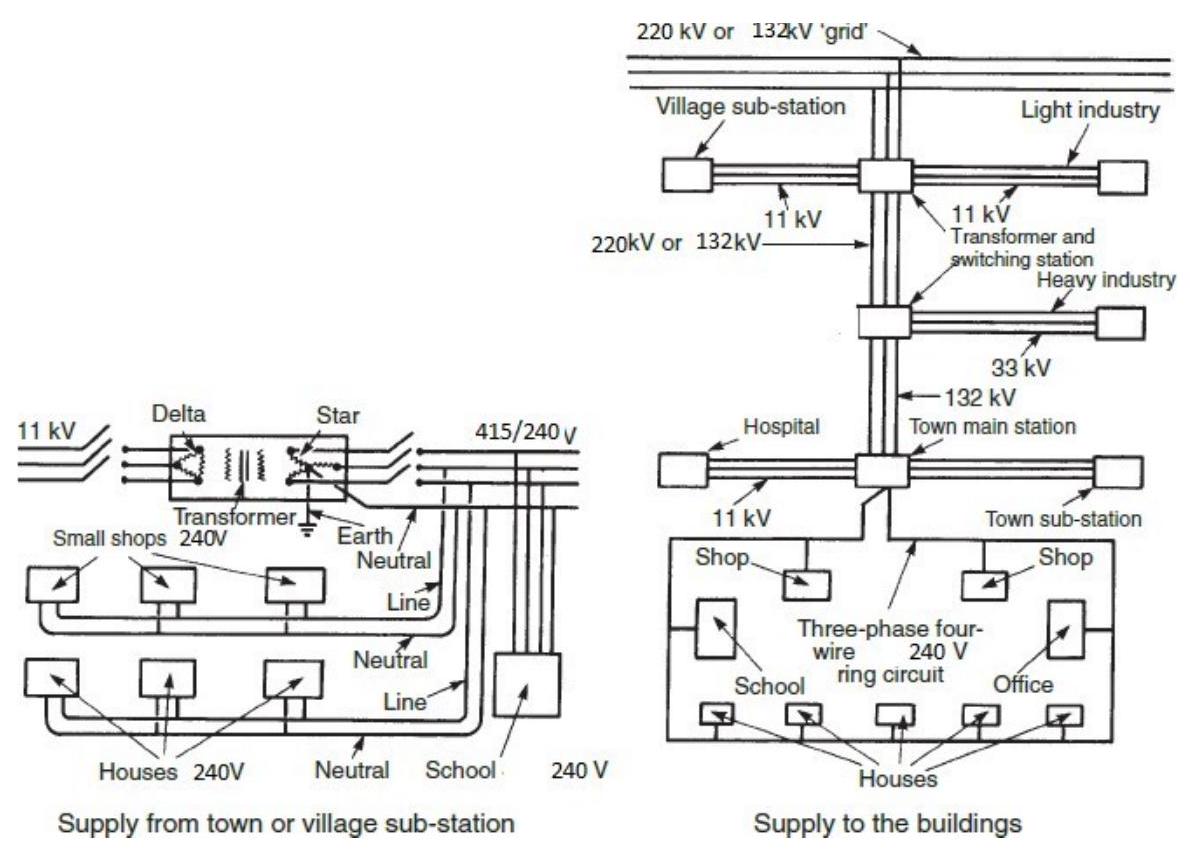 220 kV or 132kV 'grid'
Village sub-station
Light industry
11 kV
11 kV
220kV or 132kV
Transformer and
switching station
Heavy industry
33 kV
132 kV
Hospital
Town main station
11 kV
Town sub-station
Shop
Shop
Three-phase four-
wire 240 V
ring circuit
School
Office
Houses
Supply to the buildings
Delta
Star
11 kV
415/240 V
Transformer
Earth
Neutral
Small shops 240V
Line
Neutral
Line
Houses 240V
Neutral
School 240 V
Supply from town or village sub-station